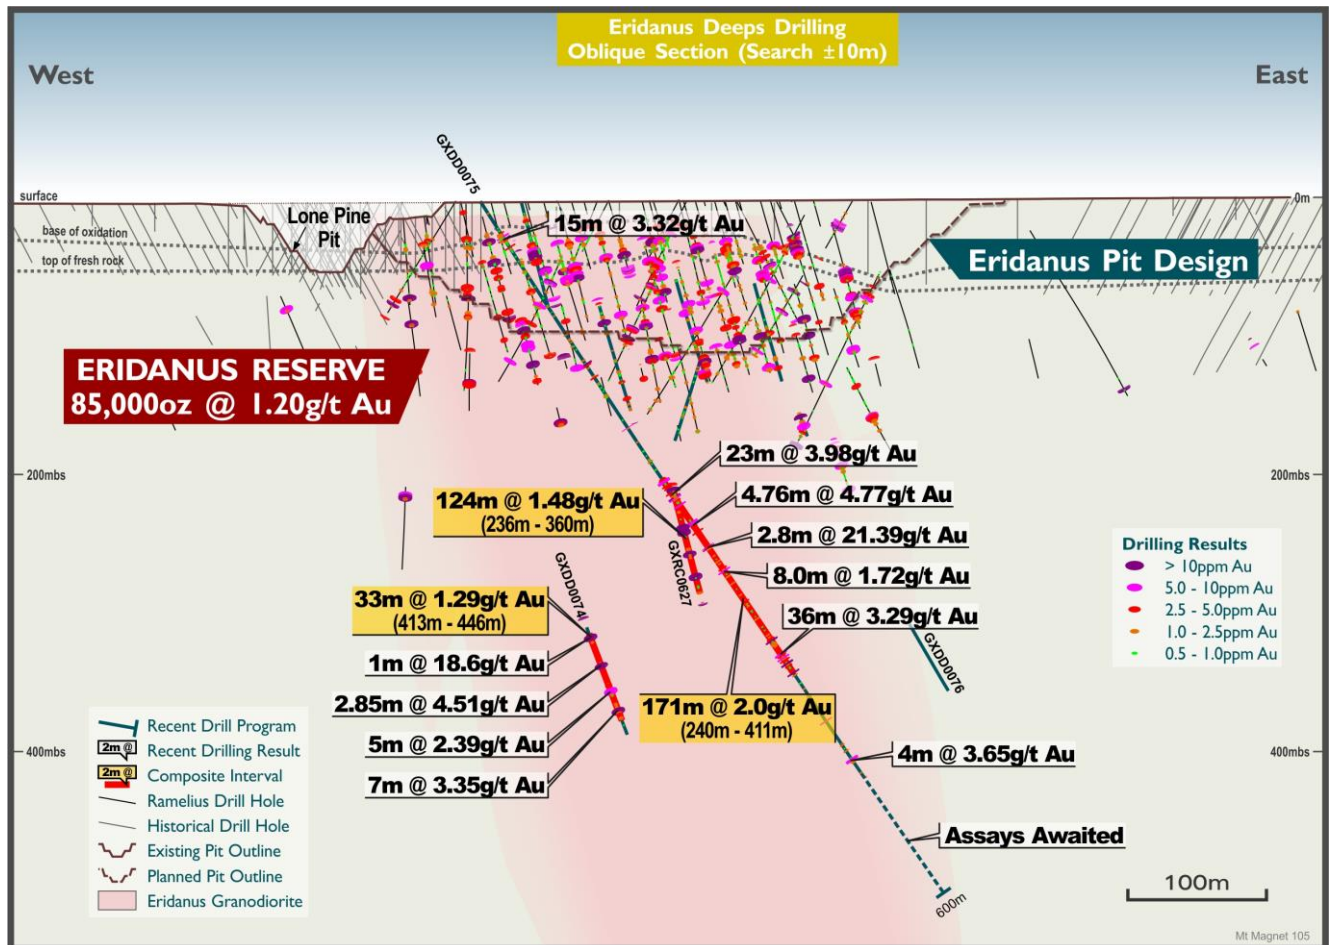 Eridanus Deeps Drilling
Oblique Section (Search ±10m)
West
East
GXDD0075
surface
0m
Lone Pine
Pit
15m @ 3.32g/t Au
base of oxidation
top of fresh rock
Eridanus Pit Design
ERIDANUS RESERVE
85,000oz @ 1.20g/t Au
23m @ 3.98g/t Au
200mbs
200mbs
124m @ 1.48g/t Au
(236m - 360m)
4.76m @ 4.77g/t Au
2.8m @ 21.39g/t Au
GXRC0627
GXDD0074
8.0m @ 1.72g/t Au
33m @ 1.29g/t Au
(413m - 446m)
36m @ 3.29g/t Au
GXDD0076
1m @ 18.6g/t Au
2.85m @ 4.51g/t Au
171m @ 2.0g/t Au
(240m - 411m)
5m @ 2.39g/t Au
7m @ 3.35g/t Au
400mbs
400mbs
4m @ 3.65g/t Au
Assays Awaited
600m
Drilling Results
> 10ppm Au
5.0 - 10ppm Au
2.5 - 5.0ppm Au
1.0 - 2.5ppm Au
0.5 - 1.0ppm Au
Recent Drill Program
2m @ Recent Drilling Result
2m @ Composite Interval
Ramelius Drill Hole
Historical Drill Hole
Existing Pit Outline
Planned Pit Outline
Eridanus Granodiorite
100m
Mt Magnet 105